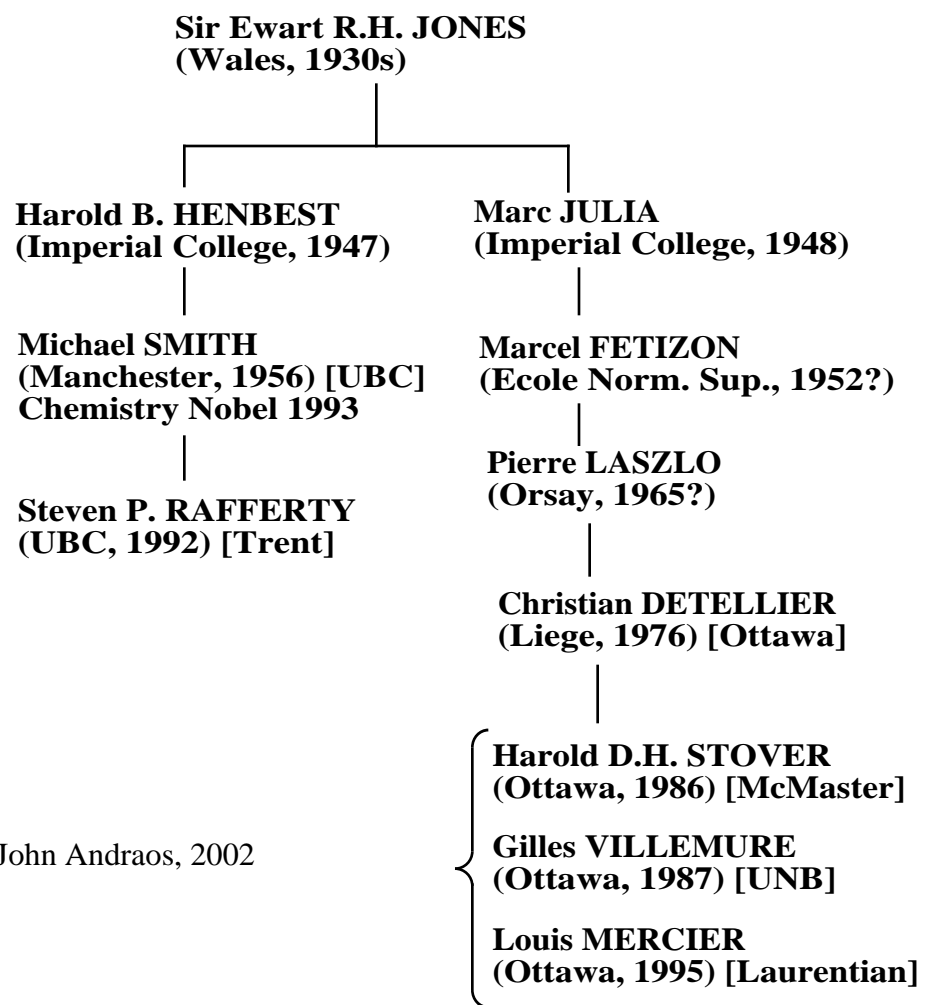 Sir Ewart R.H. JONES
(Wales, 1930s)
Harold B. HENBEST
(Imperial College, 1947)
Marc JULIA
(Imperial College, 1948)
Michael SMITH
(Manchester, 1956) [UBC]
Chemistry Nobel 1993
Marcel FETIZON
(Ecole Norm. Sup., 1952?)
Steven P. RAFFERTY
(UBC, 1992) [Trent]
Pierre LASZLO
(Orsay, 1965?)
Christian DETELLIER
(Liege, 1976) [Ottawa]
Harold D.H. STOVER
(Ottawa, 1986) [McMaster]
Gilles VILLEMURE
(Ottawa, 1987) [UNB]
Louis MERCIER
(Ottawa, 1995) [Laurentian]
John Andraos, 2002